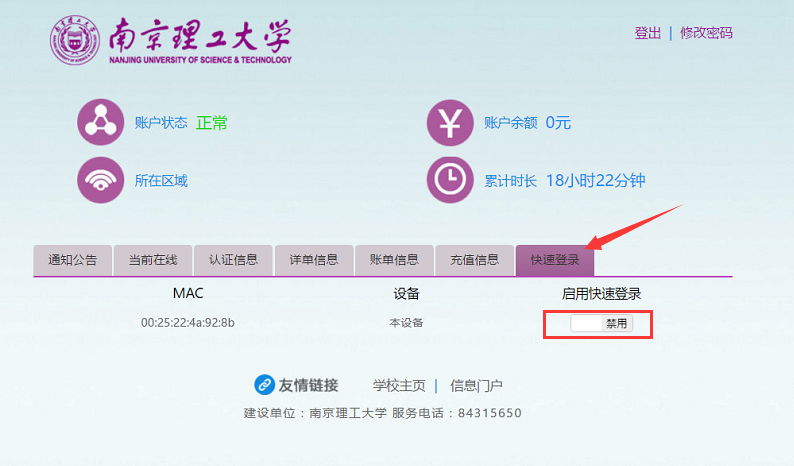 南京理工大学
NANJING UNIVERSITY OF SCIENCE & TECHNOLOGY
登出 | 修改密码
账户状态 正常
账户余额 0元
所在区域
累计时长 18小时22分钟
通知公告 当前在线 认证信息 详单信息 账单信息 充值信息 快速登录
MAC 设备 启用快速登录
00:25:22:4a:92:8b 本设备 禁用
友情链接 学校主页 | 信息门户
建设单位：南京理工大学 服务电话：84315650